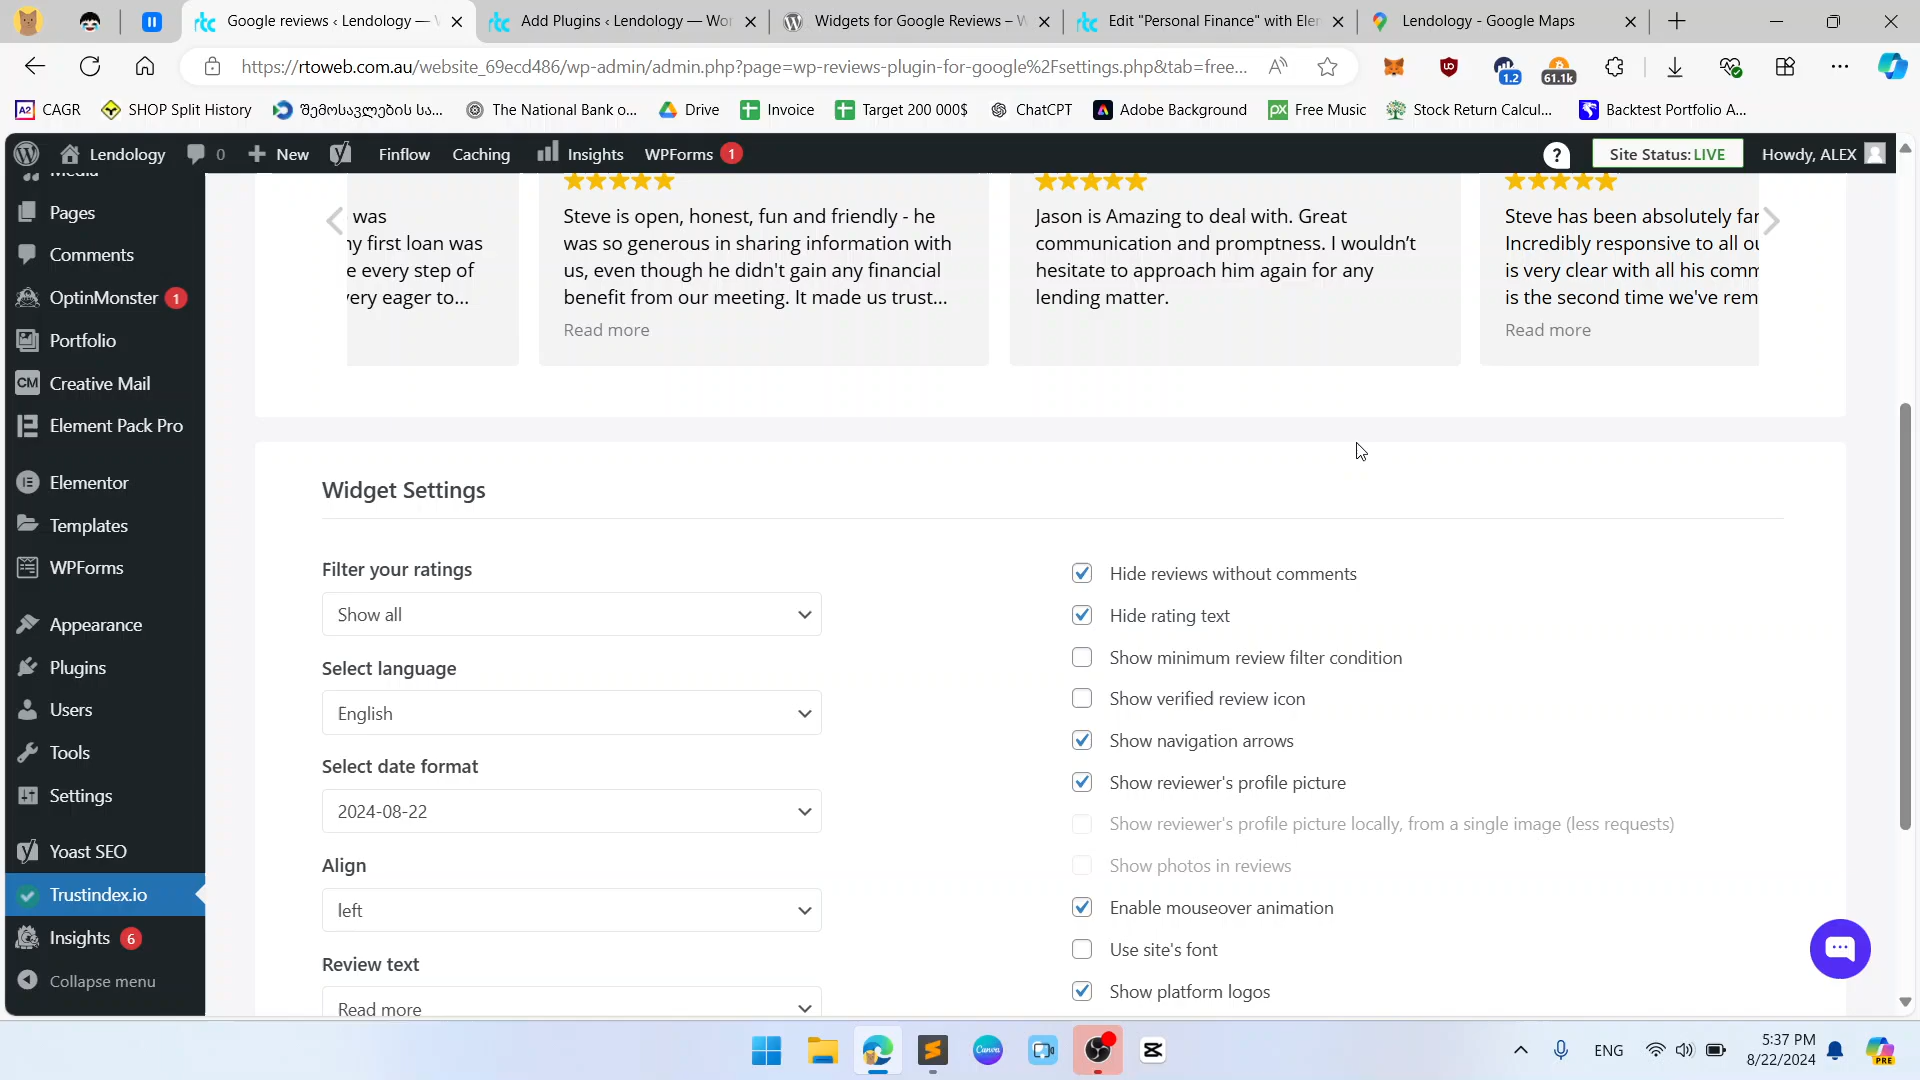 Google reviews ‹ Lendology —
Add Plugins ‹ Lendology — Wor
Widgets for Google Reviews – W
Edit "Personal Finance" with Ele
Lendology - Google Maps
https://rtoweb.com.au/website_69ecd486/wp-admin/admin.php?page=wp-reviews-plugin-for-google%2Fsettings.php&tab=free...
1.2
61.1k
CAGR
SHOP Split History
შემოსავლების სა...
The National Bank o...
Drive
Invoice
Target 200 000$
ChatCPT
Adobe Background
Free Music
Stock Return Calcul...
Backtest Portfolio A...
Lendology
0
New
Finflow
Caching
Insights
WPForms 1
Site Status: LIVE
Howdy, ALEX
Media
Pages
Comments
OptinMonster 1
Portfolio
Creative Mail
Element Pack Pro
Elementor
Templates
WPForms
Appearance
Plugins
Users
Tools
Settings
Yoast SEO
Trustindex.io
Insights 6
Collapse menu
was
ny first loan was
e every step of
very eager to...
Steve is open, honest, fun and friendly - he
was so generous in sharing information with
us, even though he didn't gain any financial
benefit from our meeting. It made us trust...
Read more
Jason is Amazing to deal with. Great
communication and promptness. I wouldn’t
hesitate to approach him again for any
lending matter.
Steve has been absolutely far
Incredibly responsive to all ou
is very clear with all his comm
is the second time we've rem
Read more
Widget Settings
Filter your ratings
Show all
Select language
English
Select date format
2024-08-22
Align
left
Review text
Read more
Hide reviews without comments
Hide rating text
Show minimum review filter condition
Show verified review icon
Show navigation arrows
Show reviewer's profile picture
Show reviewer's profile picture locally, from a single image (less requests)
Show photos in reviews
Enable mouseover animation
Use site's font
Show platform logos
Canva
ENG
5:37 PM
8/22/2024
PRE